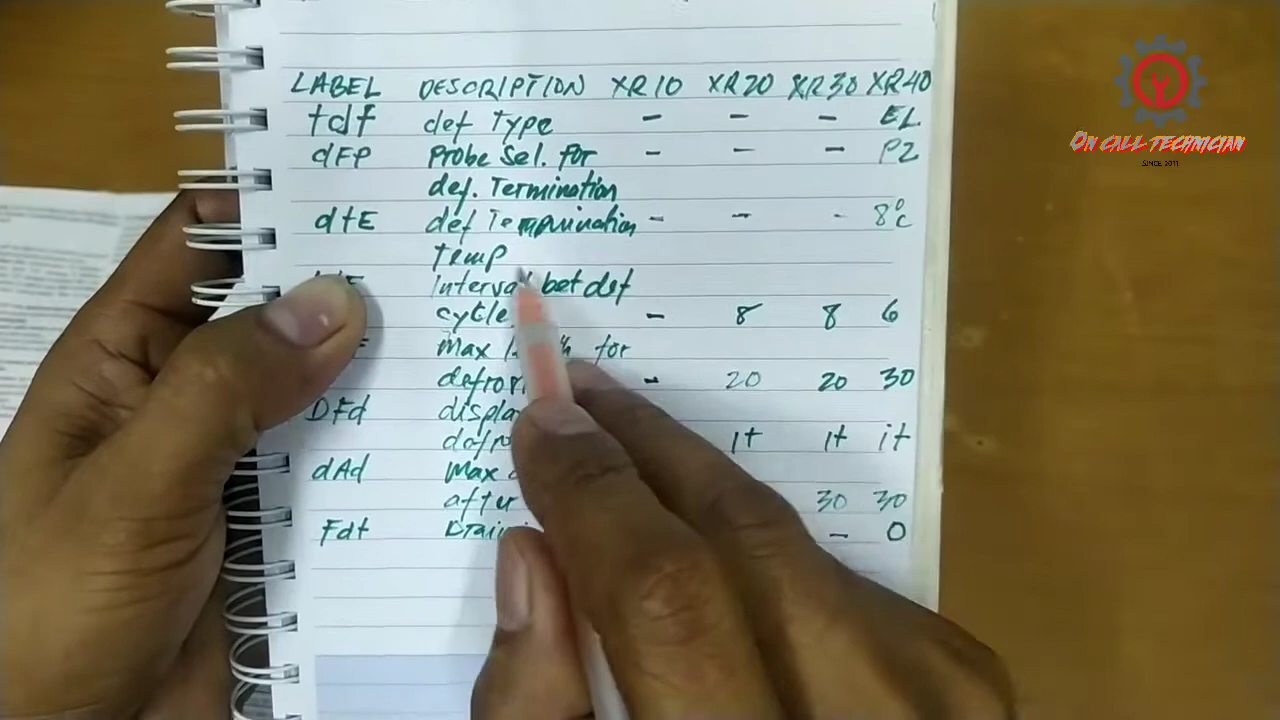 LABEL DESCRIPTION XR10 XR20 XR30 XR40
tdf def Type - - - EL.
dFP Probe Sel. for - - - P2
def. Termination
dtE def Termination - - - 8°c
Temp
Interval bet def
cycle - 8 8 6
Max for
- 20 20 30
DFd
1t 1t it
dAd Max
after 30 30
Fdt - 0
ON CALL TECHNICIAN
SINCE 2011